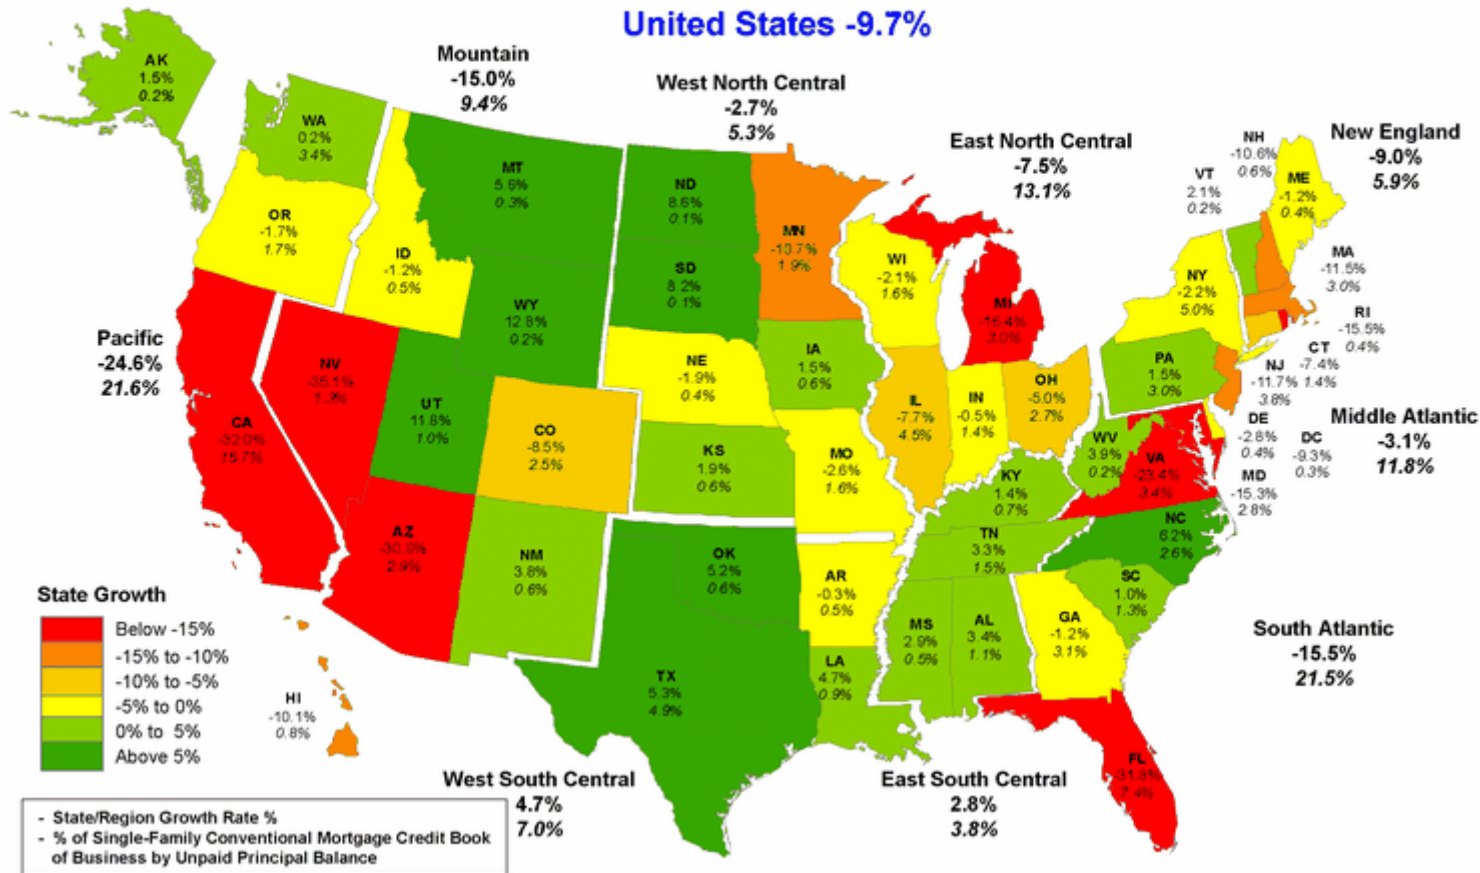 United States -9.7%
Mountain
-15.0%
9.4%
West North Central
-2.7%
5.3%
East North Central
-7.5%
13.1%
New England
-9.0%
5.9%
Pacific
-24.6%
21.6%
Middle Atlantic
-3.1%
11.8%
South Atlantic
-15.5%
21.5%
West South Central
4.7%
7.0%
East South Central
2.8%
3.8%
AK
1.5%
0.2%
WA
0.2%
3.4%
OR
-1.7%
1.7%
ID
-1.2%
0.5%
MT
5.6%
0.3%
WY
12.8%
0.2%
ND
8.6%
0.1%
SD
8.2%
0.1%
MN
1.9%
WI
-2.1%
1.6%
MI
-16.4%
3.0%
NH
-10.6%
0.6%
VT
2.1%
0.2%
ME
-1.2%
0.4%
MA
-11.5%
3.0%
RI
-15.5%
0.4%
CT
-7.4%
1.4%
NY
-2.2%
5.0%
NJ
-11.7%
3.8%
PA
1.5%
3.0%
DE
-2.8%
0.4%
DC
-9.3%
0.3%
MD
-15.3%
2.8%
NV
-35.1%
1.3%
CA
-32.0%
15.7%
UT
11.8%
1.0%
CO
-8.5%
2.5%
AZ
-30.9%
2.9%
NM
3.8%
0.6%
NE
-1.9%
0.4%
KS
1.9%
0.6%
IA
1.5%
0.6%
MO
-2.6%
1.6%
IL
-7.7%
4.5%
IN
-0.5%
1.4%
OH
-5.0%
2.7%
WV
3.9%
0.2%
VA
-23.4%
3.4%
KY
1.4%
0.7%
TN
3.3%
1.5%
NC
6.2%
2.6%
SC
1.0%
1.3%
OK
5.2%
0.6%
AR
-0.3%
0.5%
TX
5.3%
4.9%
LA
4.7%
0.9%
MS
2.9%
0.5%
AL
3.4%
1.1%
GA
-1.2%
3.1%
FL
-31.8%
7.4%
HI
-10.1%
0.8%
State Growth
Below -15%
-15% to -10%
-10% to -5%
-5% to 0%
0% to 5%
Above 5%
- State/Region Growth Rate %
- % of Single-Family Conventional Mortgage Credit Book
of Business by Unpaid Principal Balance